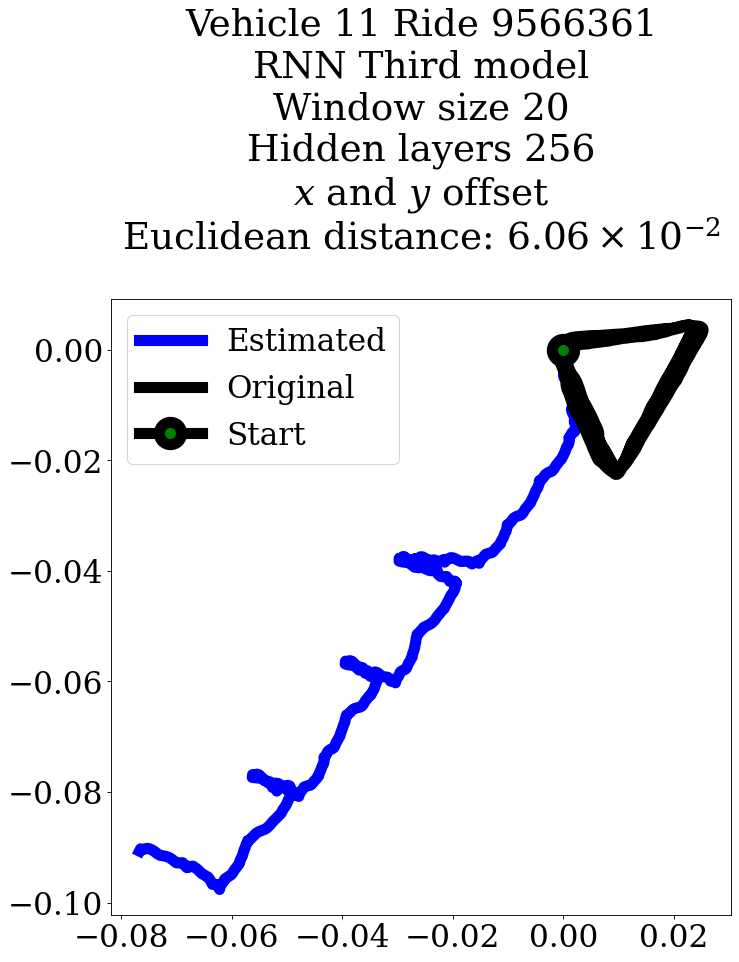 Vehicle 11 Ride 9566361
RNN Third model
Window size 20
Hidden layers 256
x and y offset
Euclidean distance: 6.06 × 10⁻²
Estimated
Original
Start
0.00
−0.02
−0.04
−0.06
−0.08
−0.10
−0.08 −0.06 −0.04 −0.02 0.00 0.02